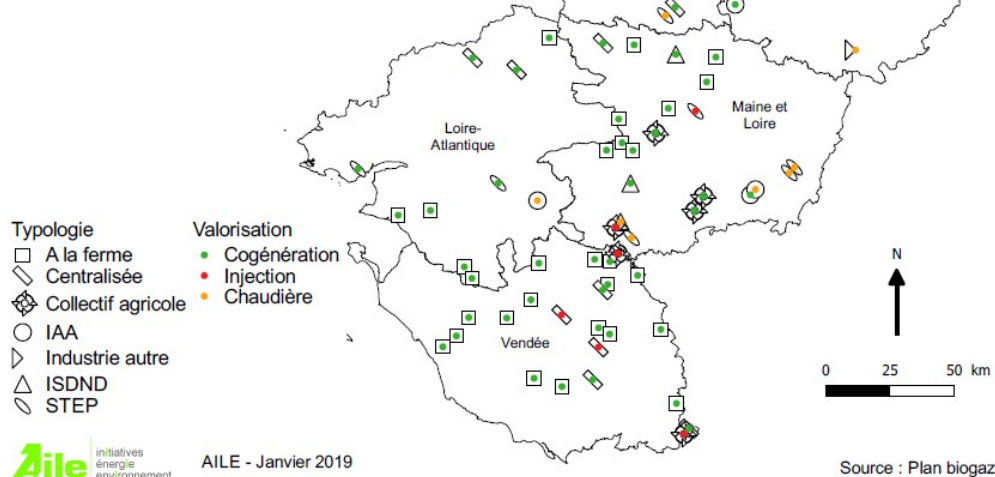 Maine et
Loire
Loire-
Atlantique
Vendée
Typologie
A la ferme
Centralisée
Collectif agricole
IAA
Industrie autre
ISDND
STEP
Valorisation
Cogénération
Injection
Chaudière
N
0 25 50 km
Aile
initiatives
énergie
environnement
AILE - Janvier 2019
Source : Plan biogaz